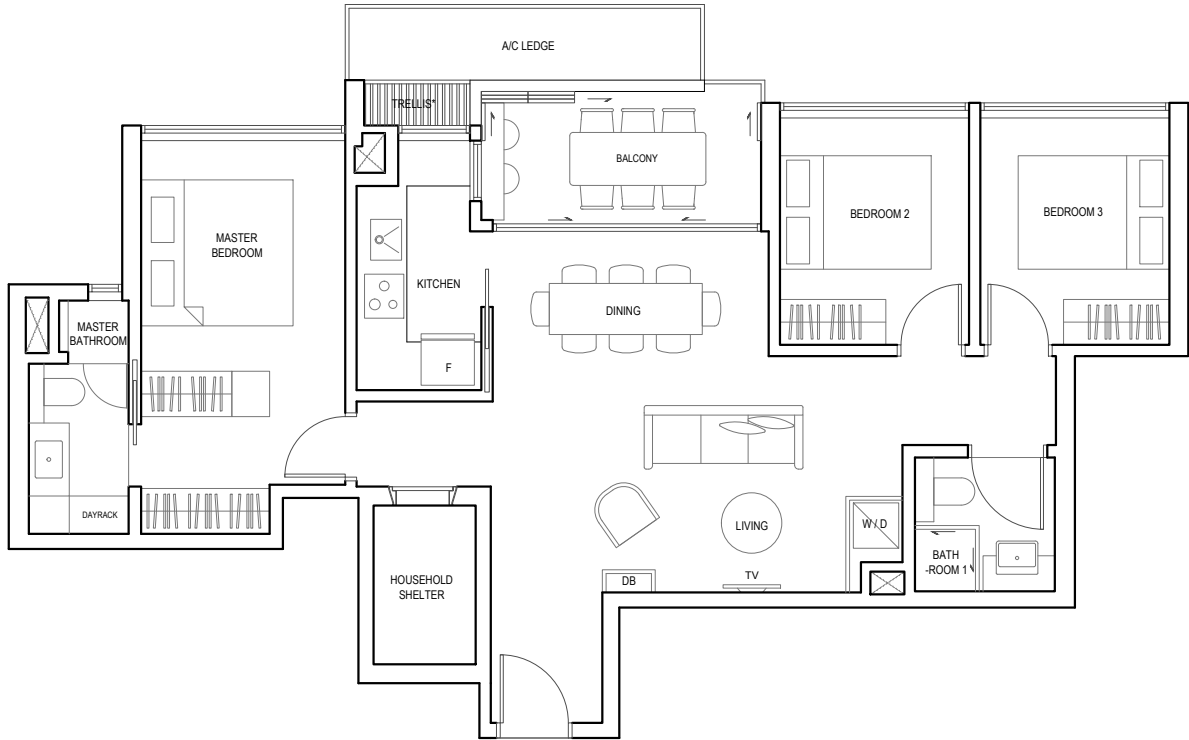 A/C LEDGE
TRELLIS*
BALCONY
BEDROOM 2
BEDROOM 3
MASTER
BEDROOM
KITCHEN
DINING
MASTER
BATHROOM
F
DAYRACK
LIVING
W / D
BATH
-ROOM 1
HOUSEHOLD
SHELTER
DB
TV